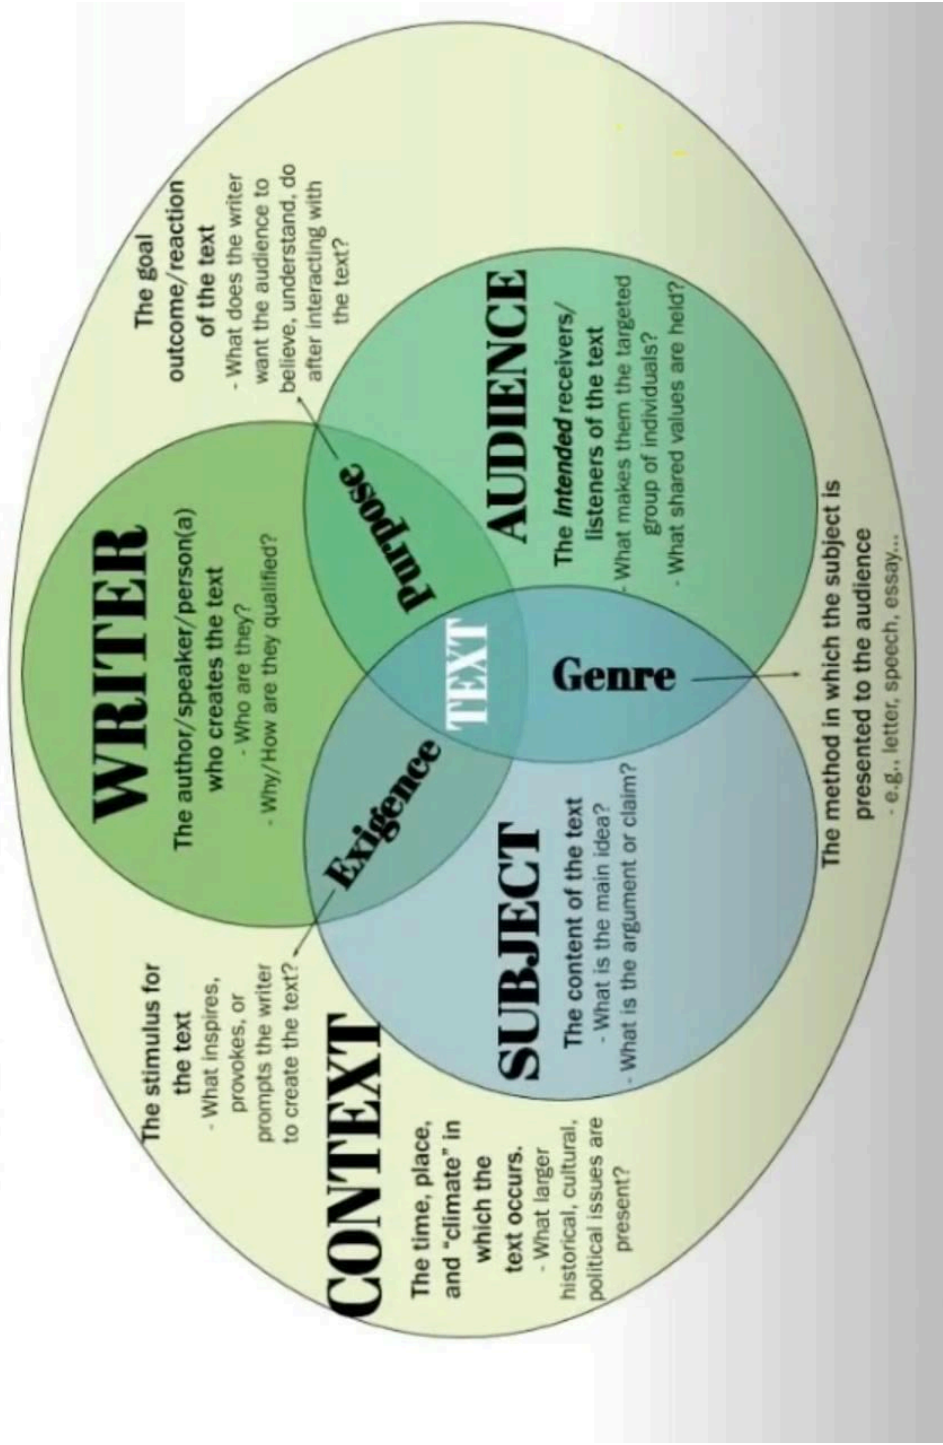 WRITER
The author/speaker/person(a)
who creates the text
- Who are they?
- Why/How are they qualified?
The stimulus for
the text
- What inspires,
provokes, or
prompts the writer
to create the text?
The goal
outcome/reaction
of the text
- What does the writer
want the audience to
believe, understand, do
after interacting with
the text?
Exigence
Purpose
CONTEXT
The time, place,
and "climate" in
which the
text occurs.
- What larger
historical, cultural,
political issues are
present?
TEXT
SUBJECT
The content of the text
- What is the main idea?
- What is the argument or claim?
AUDIENCE
The Intended receivers/
listeners of the text
- What makes them the targeted
group of individuals?
- What shared values are held?
Genre
The method in which the subject is
presented to the audience
- e.g., letter, speech, essay...